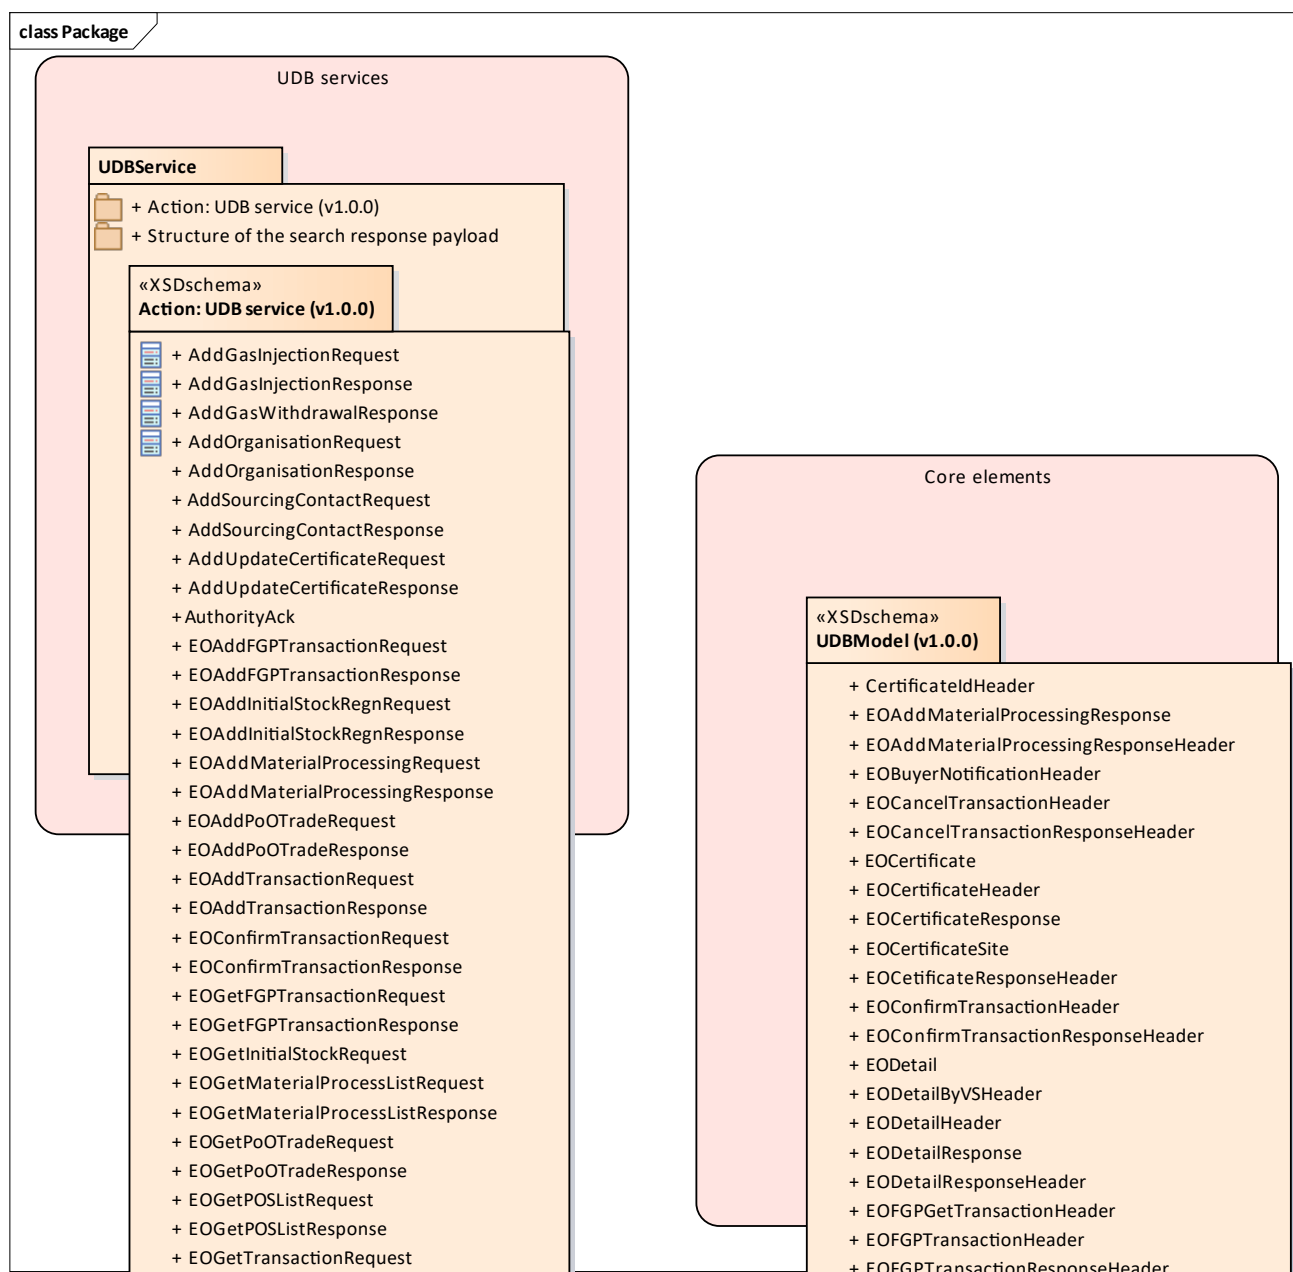 class Package
UDB services
UDBService
+ Action: UDB service (v1.0.0)
+ Structure of the search response payload
«XSDschema»
Action: UDB service (v1.0.0)
+ AddGasInjectionRequest
+ AddGasInjectionResponse
+ AddGasWithdrawalResponse
+ AddOrganisationRequest
+ AddOrganisationResponse
+ AddSourcingContactRequest
+ AddSourcingContactResponse
+ AddUpdateCertificateRequest
+ AddUpdateCertificateResponse
+ AuthorityAck
+ EOAddFGPTransactionRequest
+ EOAddFGPTransactionResponse
+ EOAddInitialStockRegnRequest
+ EOAddInitialStockRegnResponse
+ EOAddMaterialProcessingRequest
+ EOAddMaterialProcessingResponse
+ EOAddPoOTradeRequest
+ EOAddPoOTradeResponse
+ EOAddTransactionRequest
+ EOAddTransactionResponse
+ EOConfirmTransactionRequest
+ EOConfirmTransactionResponse
+ EOGetFGPTransactionRequest
+ EOGetFGPTransactionResponse
+ EOGetInitialStockRequest
+ EOGetMaterialProcessListRequest
+ EOGetMaterialProcessListResponse
+ EOGetPoOTradeRequest
+ EOGetPoOTradeResponse
+ EOGetPOSListRequest
+ EOGetPOSListResponse
+ EOGetTransactionRequest
Core elements
«XSDschema»
UDBModel (v1.0.0)
+ CertificateIdHeader
+ EOAddMaterialProcessingResponse
+ EOAddMaterialProcessingResponseHeader
+ EOBuyerNotificationHeader
+ EOCancelTransactionHeader
+ EOCancelTransactionResponseHeader
+ EOCertificate
+ EOCertificateHeader
+ EOCertificateResponse
+ EOCertificateSite
+ EOCetificateResponseHeader
+ EOConfirmTransactionHeader
+ EOConfirmTransactionResponseHeader
+ EODetail
+ EODetailByVSHeader
+ EODetailHeader
+ EODetailResponse
+ EODetailResponseHeader
+ EOFGPGetTransactionHeader
+ EOFGPTransactionHeader
+ EOFGPTransactionResponseHeader